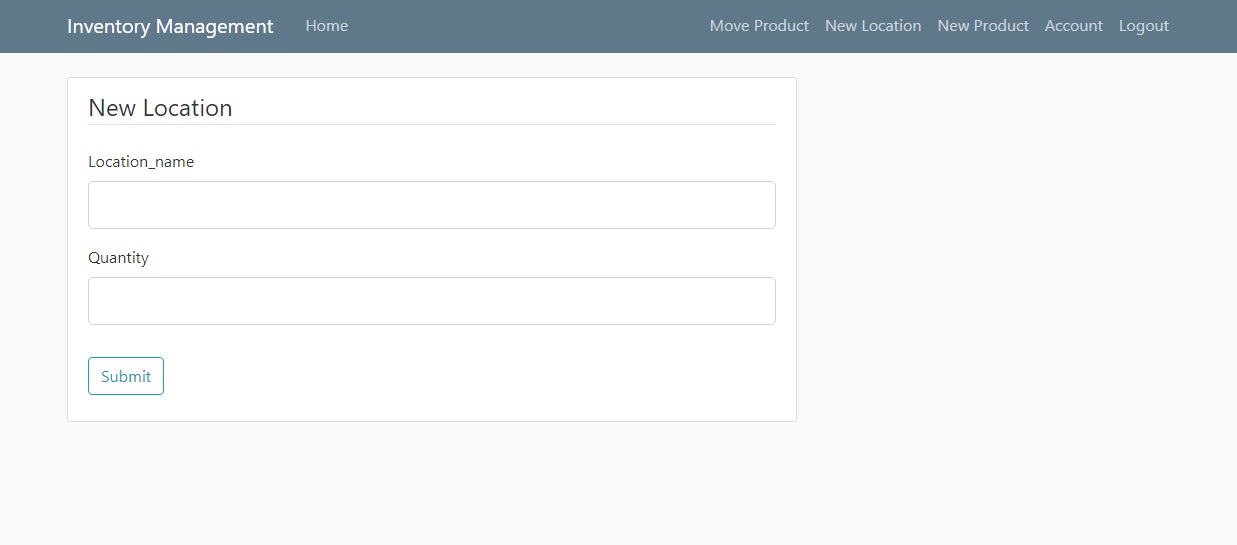 Inventory Management Home Move Product New Location New Product Account Logout
New Location
Location_name
Quantity
Submit